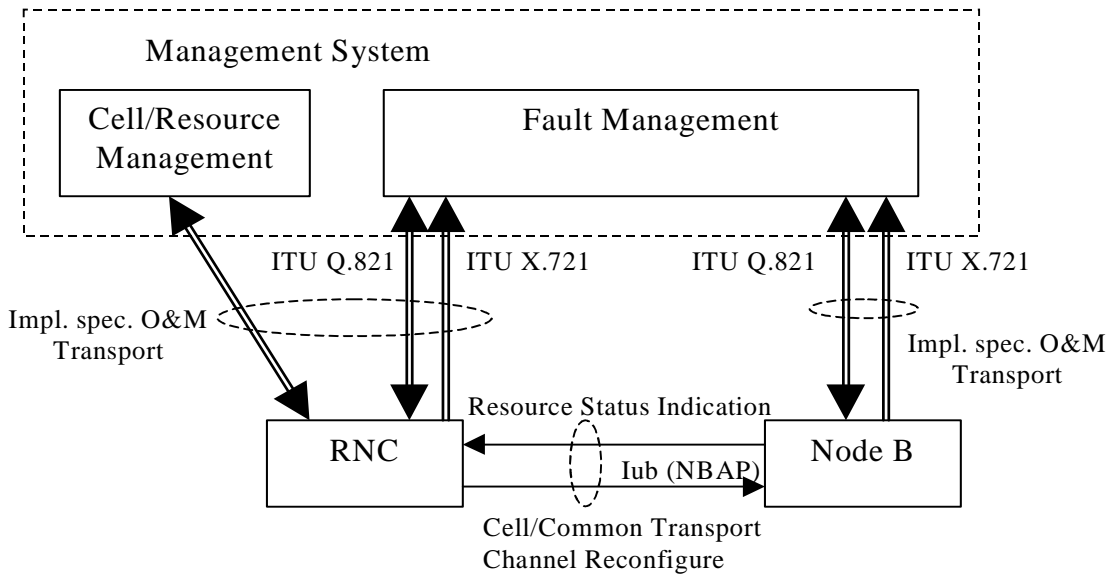 Management System
Cell/Resource
Management
Fault Management
ITU Q.821
ITU X.721
ITU Q.821
ITU X.721
Impl. spec. O&M
Transport
Impl. spec. O&M
Transport
Resource Status Indication
RNC
Node B
Iub (NBAP)
Cell/Common Transport
Channel Reconfigure